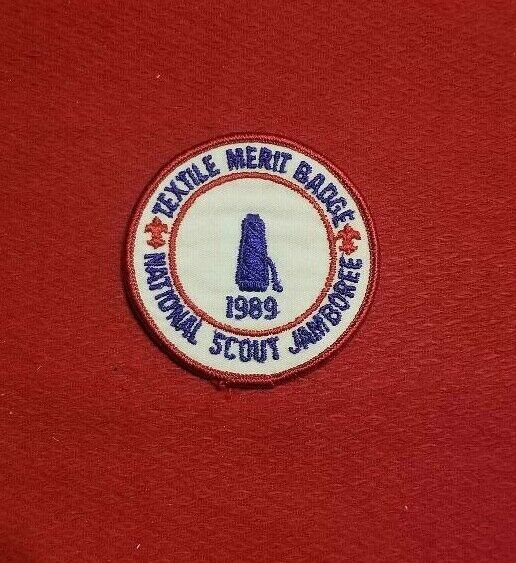 TEXTILE MERIT BADGE
1989
NATIONAL SCOUT JAMBOREE